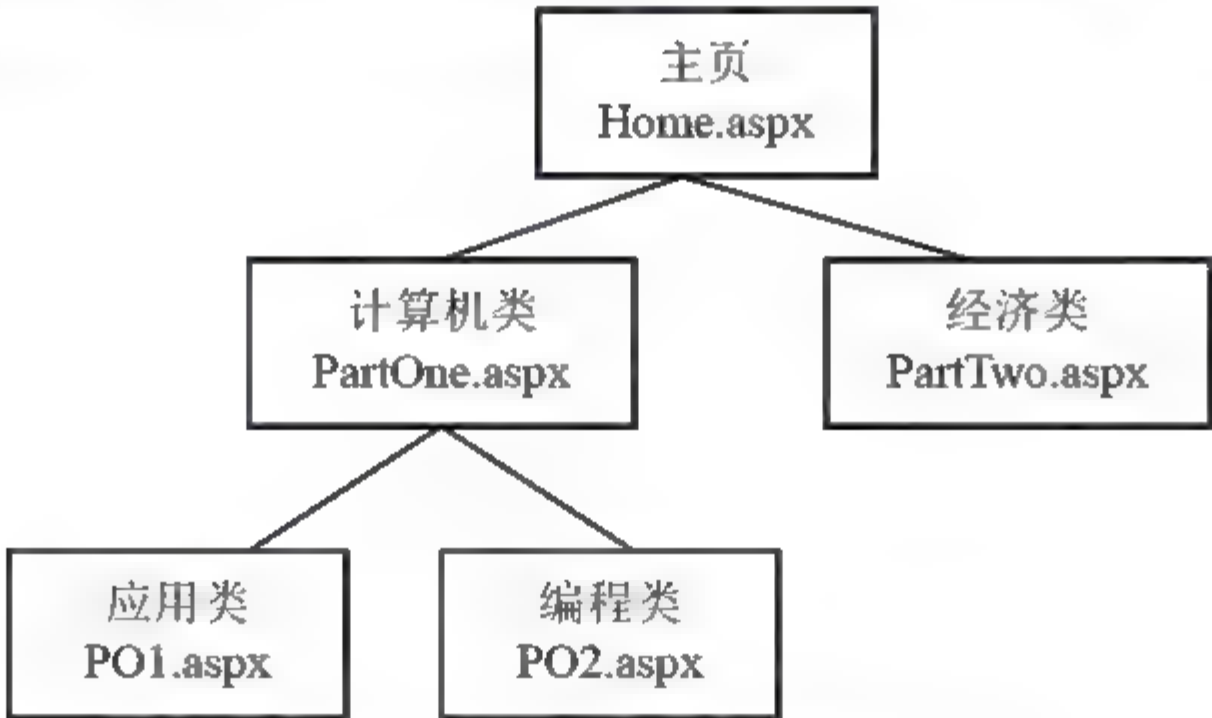 主页
Home.aspx
计算机类
PartOne.aspx
经济类
PartTwo.aspx
应用类
PO1.aspx
编程类
PO2.aspx